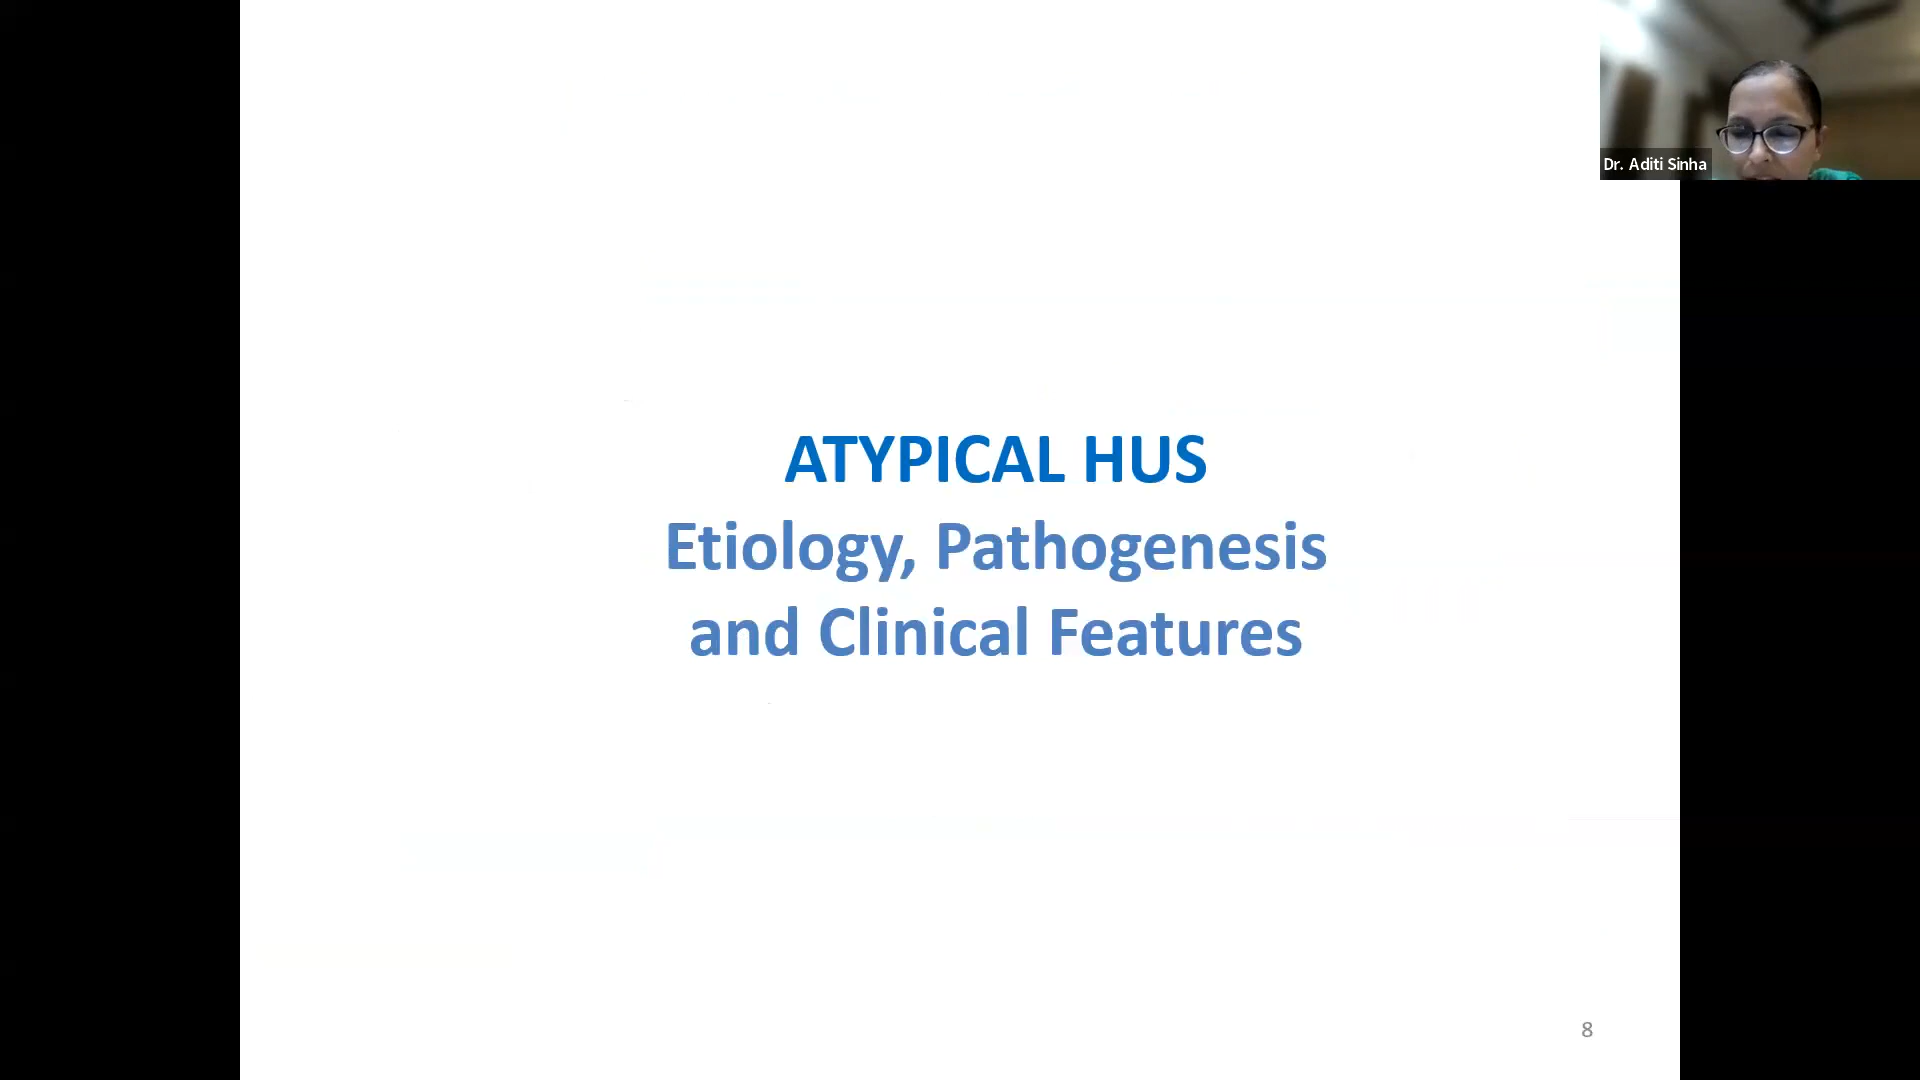 Dr. Aditi Sinha
ATYPICAL HUS
Etiology, Pathogenesis
and Clinical Features
8